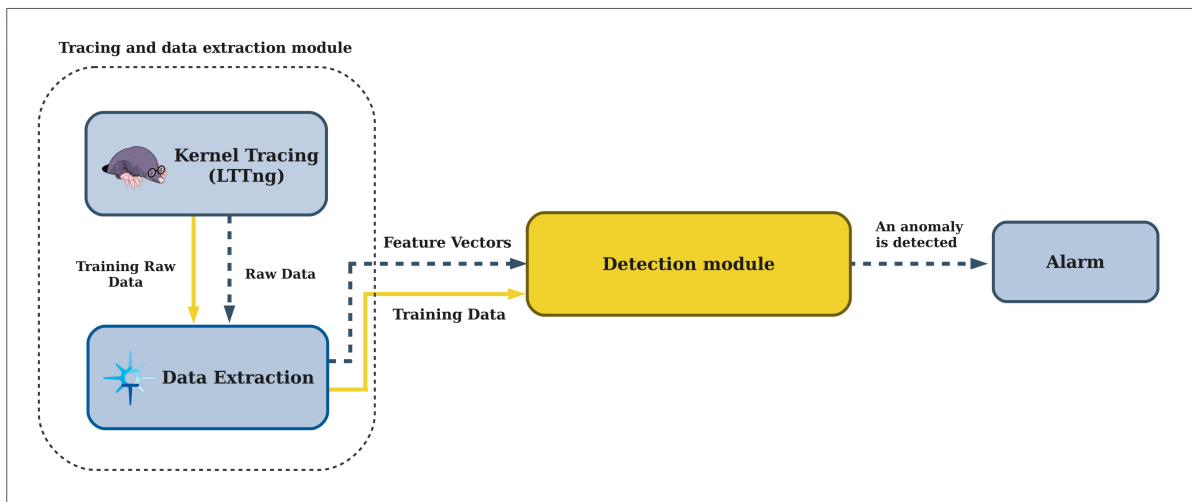 Tracing and data extraction module
Kernel Tracing
(LTTng)
Training Raw
Data
Raw Data
Data Extraction
Feature Vectors
Training Data
Detection module
An anomaly
is detected
Alarm